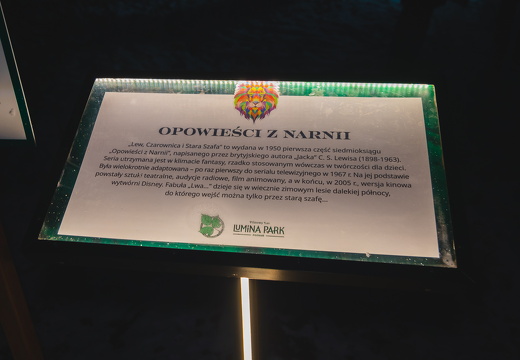 OPOWIEŚCI Z NARNII
„Lew, Czarownica i Stara Szafa” to wydana w 1950 pierwsza część siedmioksiągu
„Opowieści z Narnii”, napisanego przez brytyjskiego autora „Jacka” C. S. Lewisa (1898-1963).
Seria utrzymana jest w klimacie fantasy, rzadko stosowanym wówczas w twórczości dla dzieci.
Była wielokrotnie adaptowana – po raz pierwszy do serialu telewizyjnego w 1967 r. Na jej podstawie
powstały sztuki teatralne, audycje radiowe, film animowany, a w końcu, w 2005 r., wersja kinowa
wytwórni Disney. Fabuła „Lwa...” dzieje się w wiecznie zimowym lesie dalekiej północy,
do którego wejść można tylko przez starą szafę...
LUMINA PARK